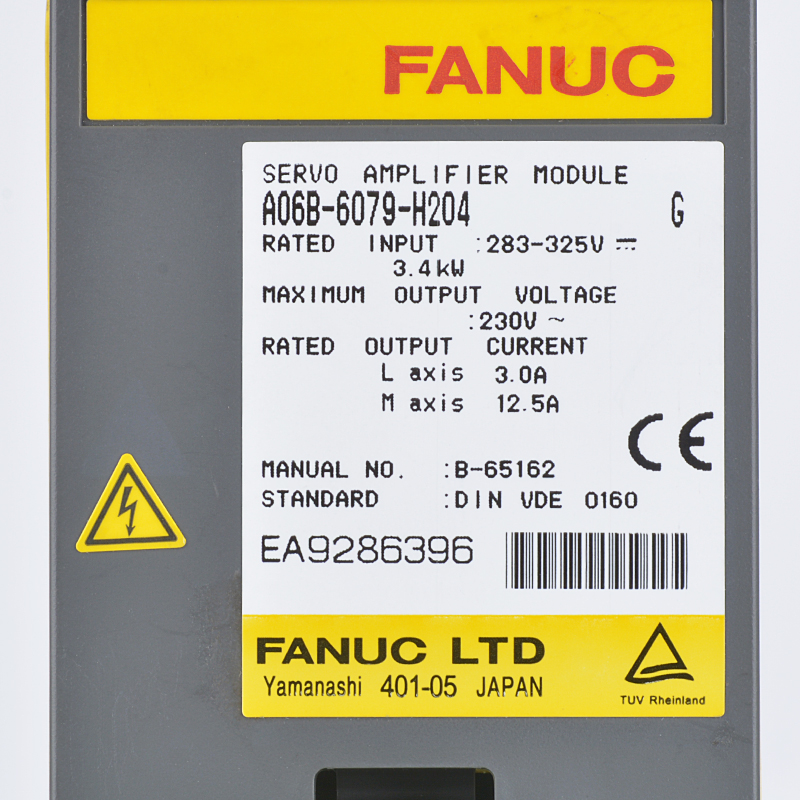 FANUC
SERVO AMPLIFIER MODULE
A06B-6079-H204 G
RATED INPUT :283-325V ⎓
3.4kW
MAXIMUM OUTPUT VOLTAGE
:230V ~
RATED OUTPUT CURRENT
L axis 3.0A
M axis 12.5A
CE
MANUAL NO. :B-65162
STANDARD :DIN VDE 0160
EA9286396
FANUC LTD
Yamanashi 401-05 JAPAN
TUV Rheinland